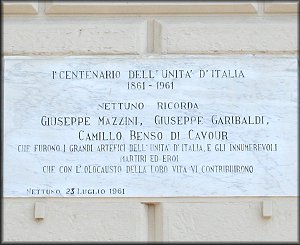 I° CENTENARIO DELL'UNITA' D'ITALIA
1861-1961
NETTUNO RICORDA
GIUSEPPE MAZZINI, GIUSEPPE GARIBALDI,
CAMILLO BENSO DI CAVOUR
CHE FURONO I GRANDI ARTEFICI DELL'UNITA' D'ITALIA, E GLI INNUMEREVOLI
MARTIRI ED EROI
CHE CON L'OLOCAUSTO DELLA LORO VITA VI CONTRIBUIRONO
NETTUNO, 23 LUGLIO 1961